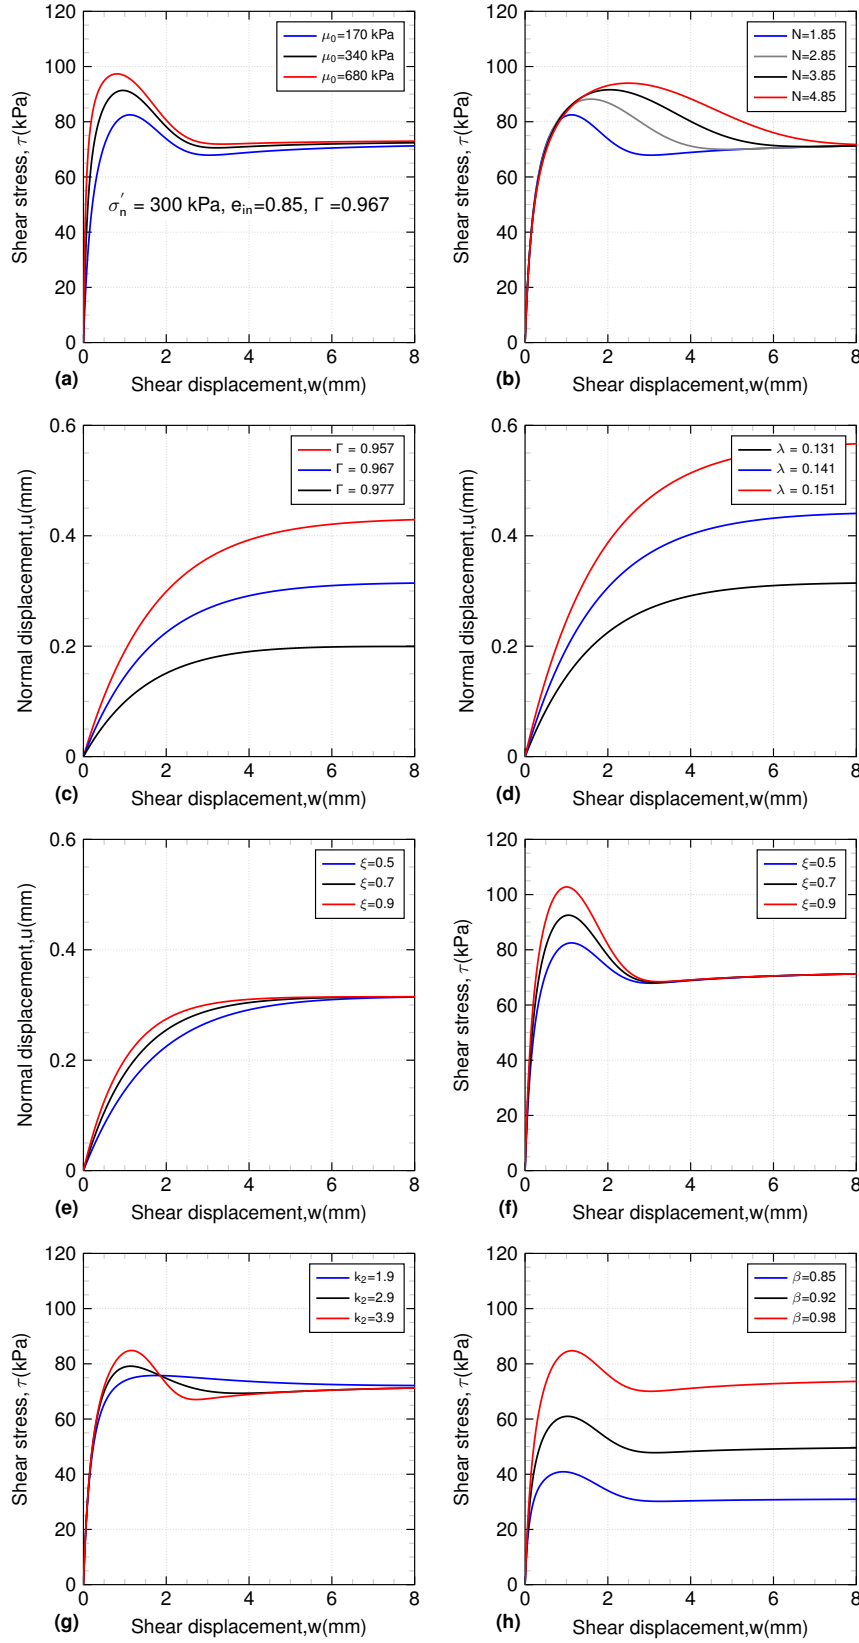 μ₀=170 kPa
μ₀=340 kPa
μ₀=680 kPa
σ′ₙ = 300 kPa, eᵢₙ=0.85, Γ =0.967
Shear stress, τ(kPa)
0
20
40
60
80
100
120
0 2 4 6 8
(a) Shear displacement,w(mm)
N=1.85
N=2.85
N=3.85
N=4.85
Shear stress, τ(kPa)
0
20
40
60
80
100
120
0 2 4 6 8
(b) Shear displacement,w(mm)
Γ = 0.957
Γ = 0.967
Γ = 0.977
Normal displacement,u(mm)
0
0.2
0.4
0.6
0 2 4 6 8
(c) Shear displacement,w(mm)
λ = 0.131
λ = 0.141
λ = 0.151
Normal displacement,u(mm)
0
0.2
0.4
0.6
0 2 4 6 8
(d) Shear displacement,w(mm)
ξ=0.5
ξ=0.7
ξ=0.9
Normal displacement,u(mm)
0
0.2
0.4
0.6
0 2 4 6 8
(e) Shear displacement,w(mm)
ξ=0.5
ξ=0.7
ξ=0.9
Shear stress, τ(kPa)
0
20
40
60
80
100
120
0 2 4 6 8
(f) Shear displacement,w(mm)
k₂=1.9
k₂=2.9
k₂=3.9
Shear stress, τ(kPa)
0
20
40
60
80
100
120
0 2 4 6 8
(g) Shear displacement,w(mm)
β=0.85
β=0.92
β=0.98
Shear stress, τ(kPa)
0
20
40
60
80
100
120
0 2 4 6 8
(h) Shear displacement,w(mm)